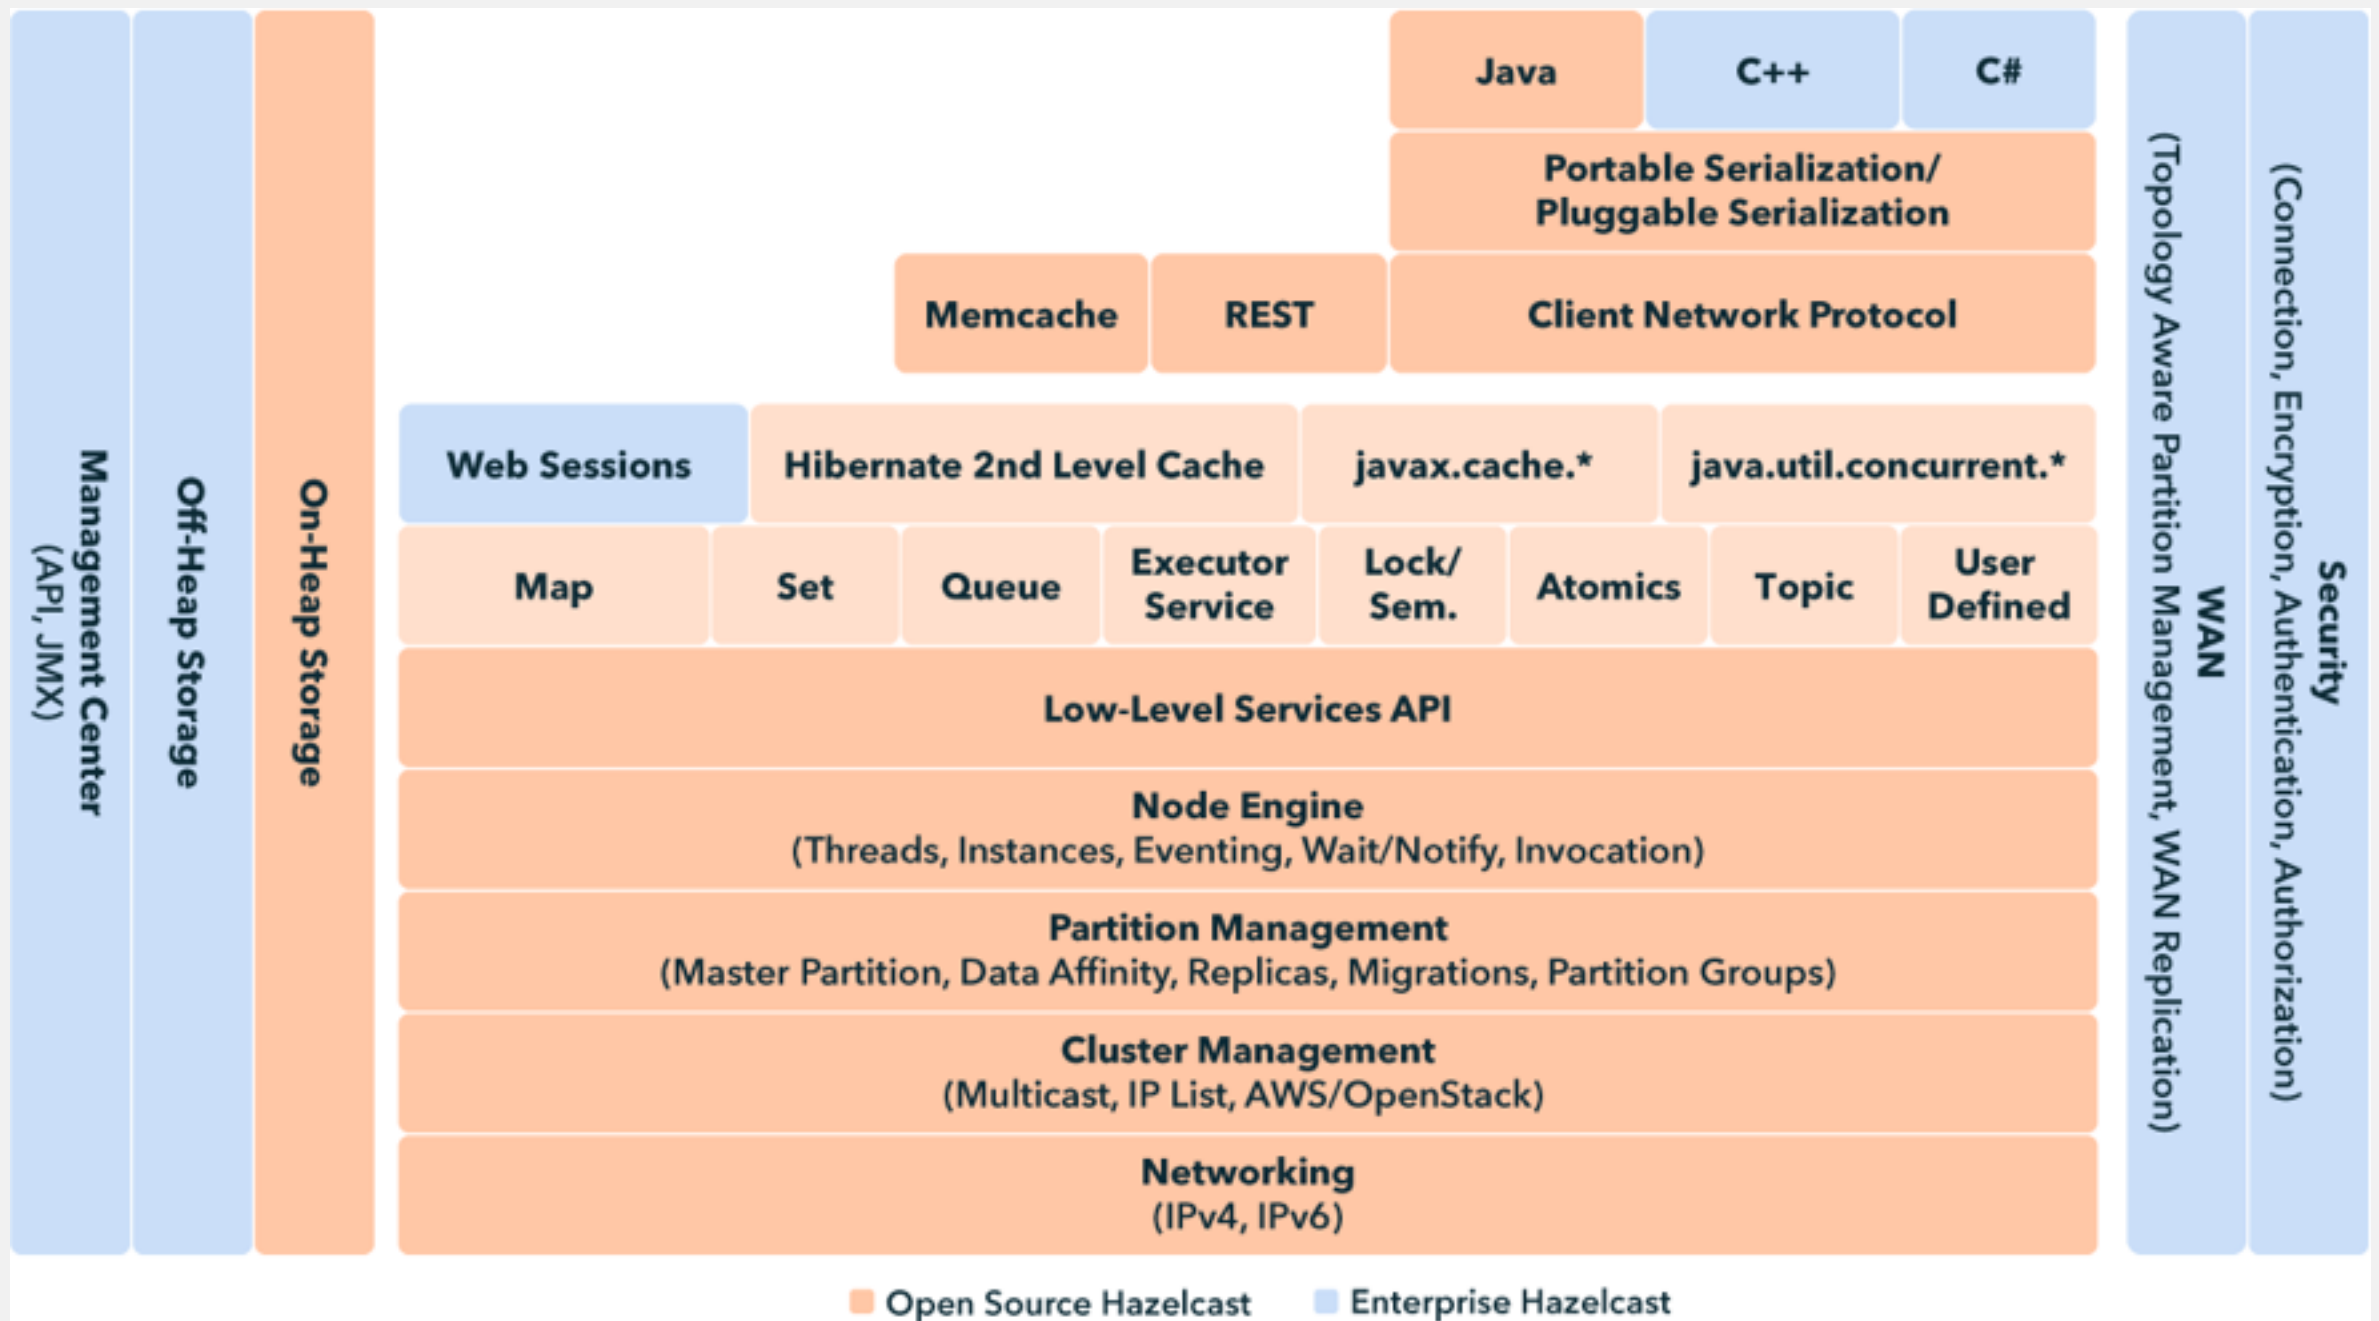 Management Center
(API, JMX)
Off-Heap Storage
On-Heap Storage
Java
C++
C#
Portable Serialization/
Pluggable Serialization
Memcache
REST
Client Network Protocol
Web Sessions
Hibernate 2nd Level Cache
javax.cache.*
java.util.concurrent.*
Map
Set
Queue
Executor
Service
Lock/
Sem.
Atomics
Topic
User
Defined
Low-Level Services API
Node Engine
(Threads, Instances, Eventing, Wait/Notify, Invocation)
Partition Management
(Master Partition, Data Affinity, Replicas, Migrations, Partition Groups)
Cluster Management
(Multicast, IP List, AWS/OpenStack)
Networking
(IPv4, IPv6)
WAN
(Topology Aware Partition Management, WAN Replication)
Security
(Connection, Encryption, Authentication, Authorization)
Open Source Hazelcast
Enterprise Hazelcast